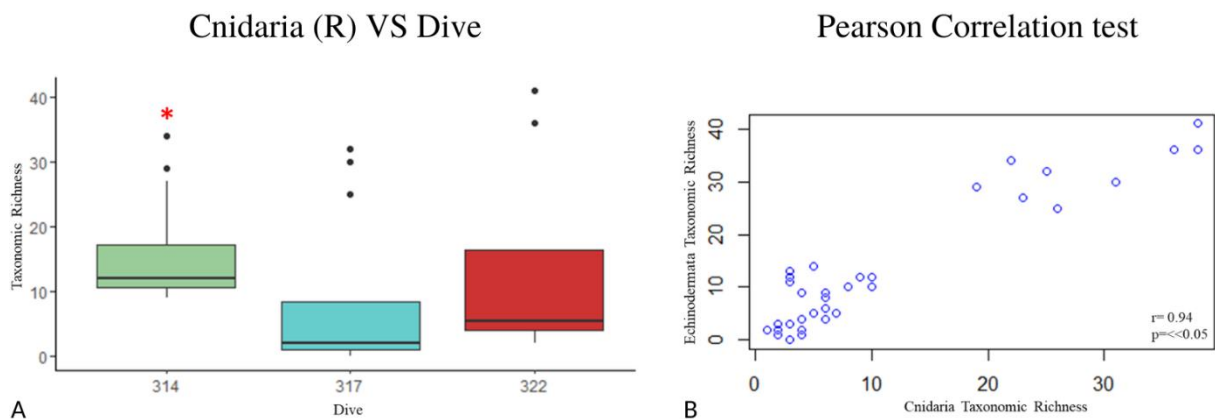 Cnidaria (R) VS Dive
Pearson Correlation test
Taxonomic Richness
40
30
20
10
0
*
314
317
322
Dive
A
Echinodermata Taxonomic Richness
40
30
20
10
0
r= 0.94
p=<<0.05
0
10
20
30
Cnidaria Taxonomic Richness
B